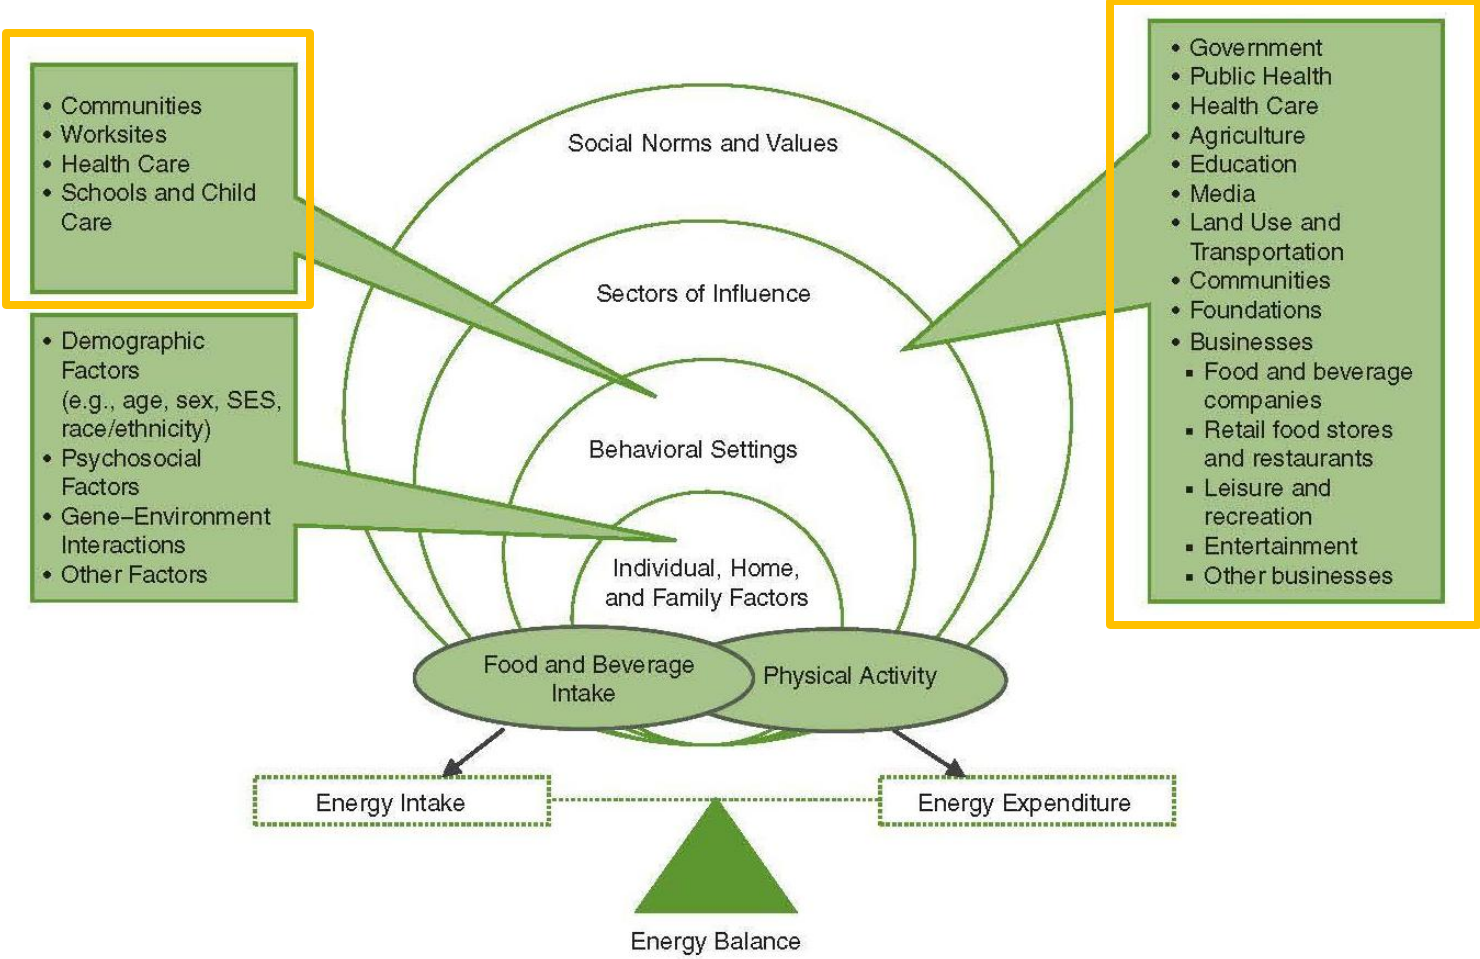 • Communities
• Worksites
• Health Care
• Schools and Child
Care
• Demographic
Factors
(e.g., age, sex, SES,
race/ethnicity)
• Psychosocial
Factors
• Gene–Environment
Interactions
• Other Factors
Social Norms and Values
Sectors of Influence
Behavioral Settings
Individual, Home,
and Family Factors
• Government
• Public Health
• Health Care
• Agriculture
• Education
• Media
• Land Use and
Transportation
• Communities
• Foundations
• Businesses
▪ Food and beverage
companies
▪ Retail food stores
and restaurants
▪ Leisure and
recreation
▪ Entertainment
▪ Other businesses
Food and Beverage
Intake
Physical Activity
Energy Intake
Energy Expenditure
Energy Balance